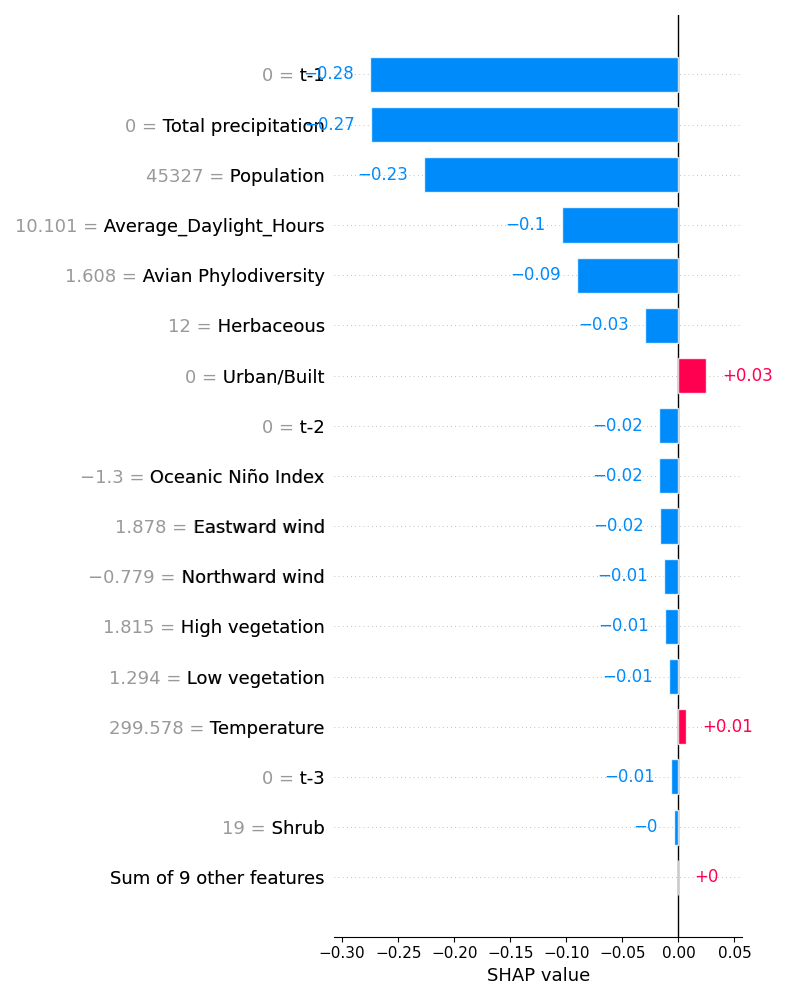 0 = t-1 −0.28
0 = Total precipitation −0.27
45327 = Population −0.23
10.101 = Average_Daylight_Hours −0.1
1.608 = Avian Phylodiversity −0.09
12 = Herbaceous −0.03
0 = Urban/Built +0.03
0 = t-2 −0.02
−1.3 = Oceanic Niño Index −0.02
1.878 = Eastward wind −0.02
−0.779 = Northward wind −0.01
1.815 = High vegetation −0.01
1.294 = Low vegetation −0.01
299.578 = Temperature +0.01
0 = t-3 −0.01
19 = Shrub −0
Sum of 9 other features +0
−0.30 −0.25 −0.20 −0.15 −0.10 −0.05 0.00 0.05
SHAP value